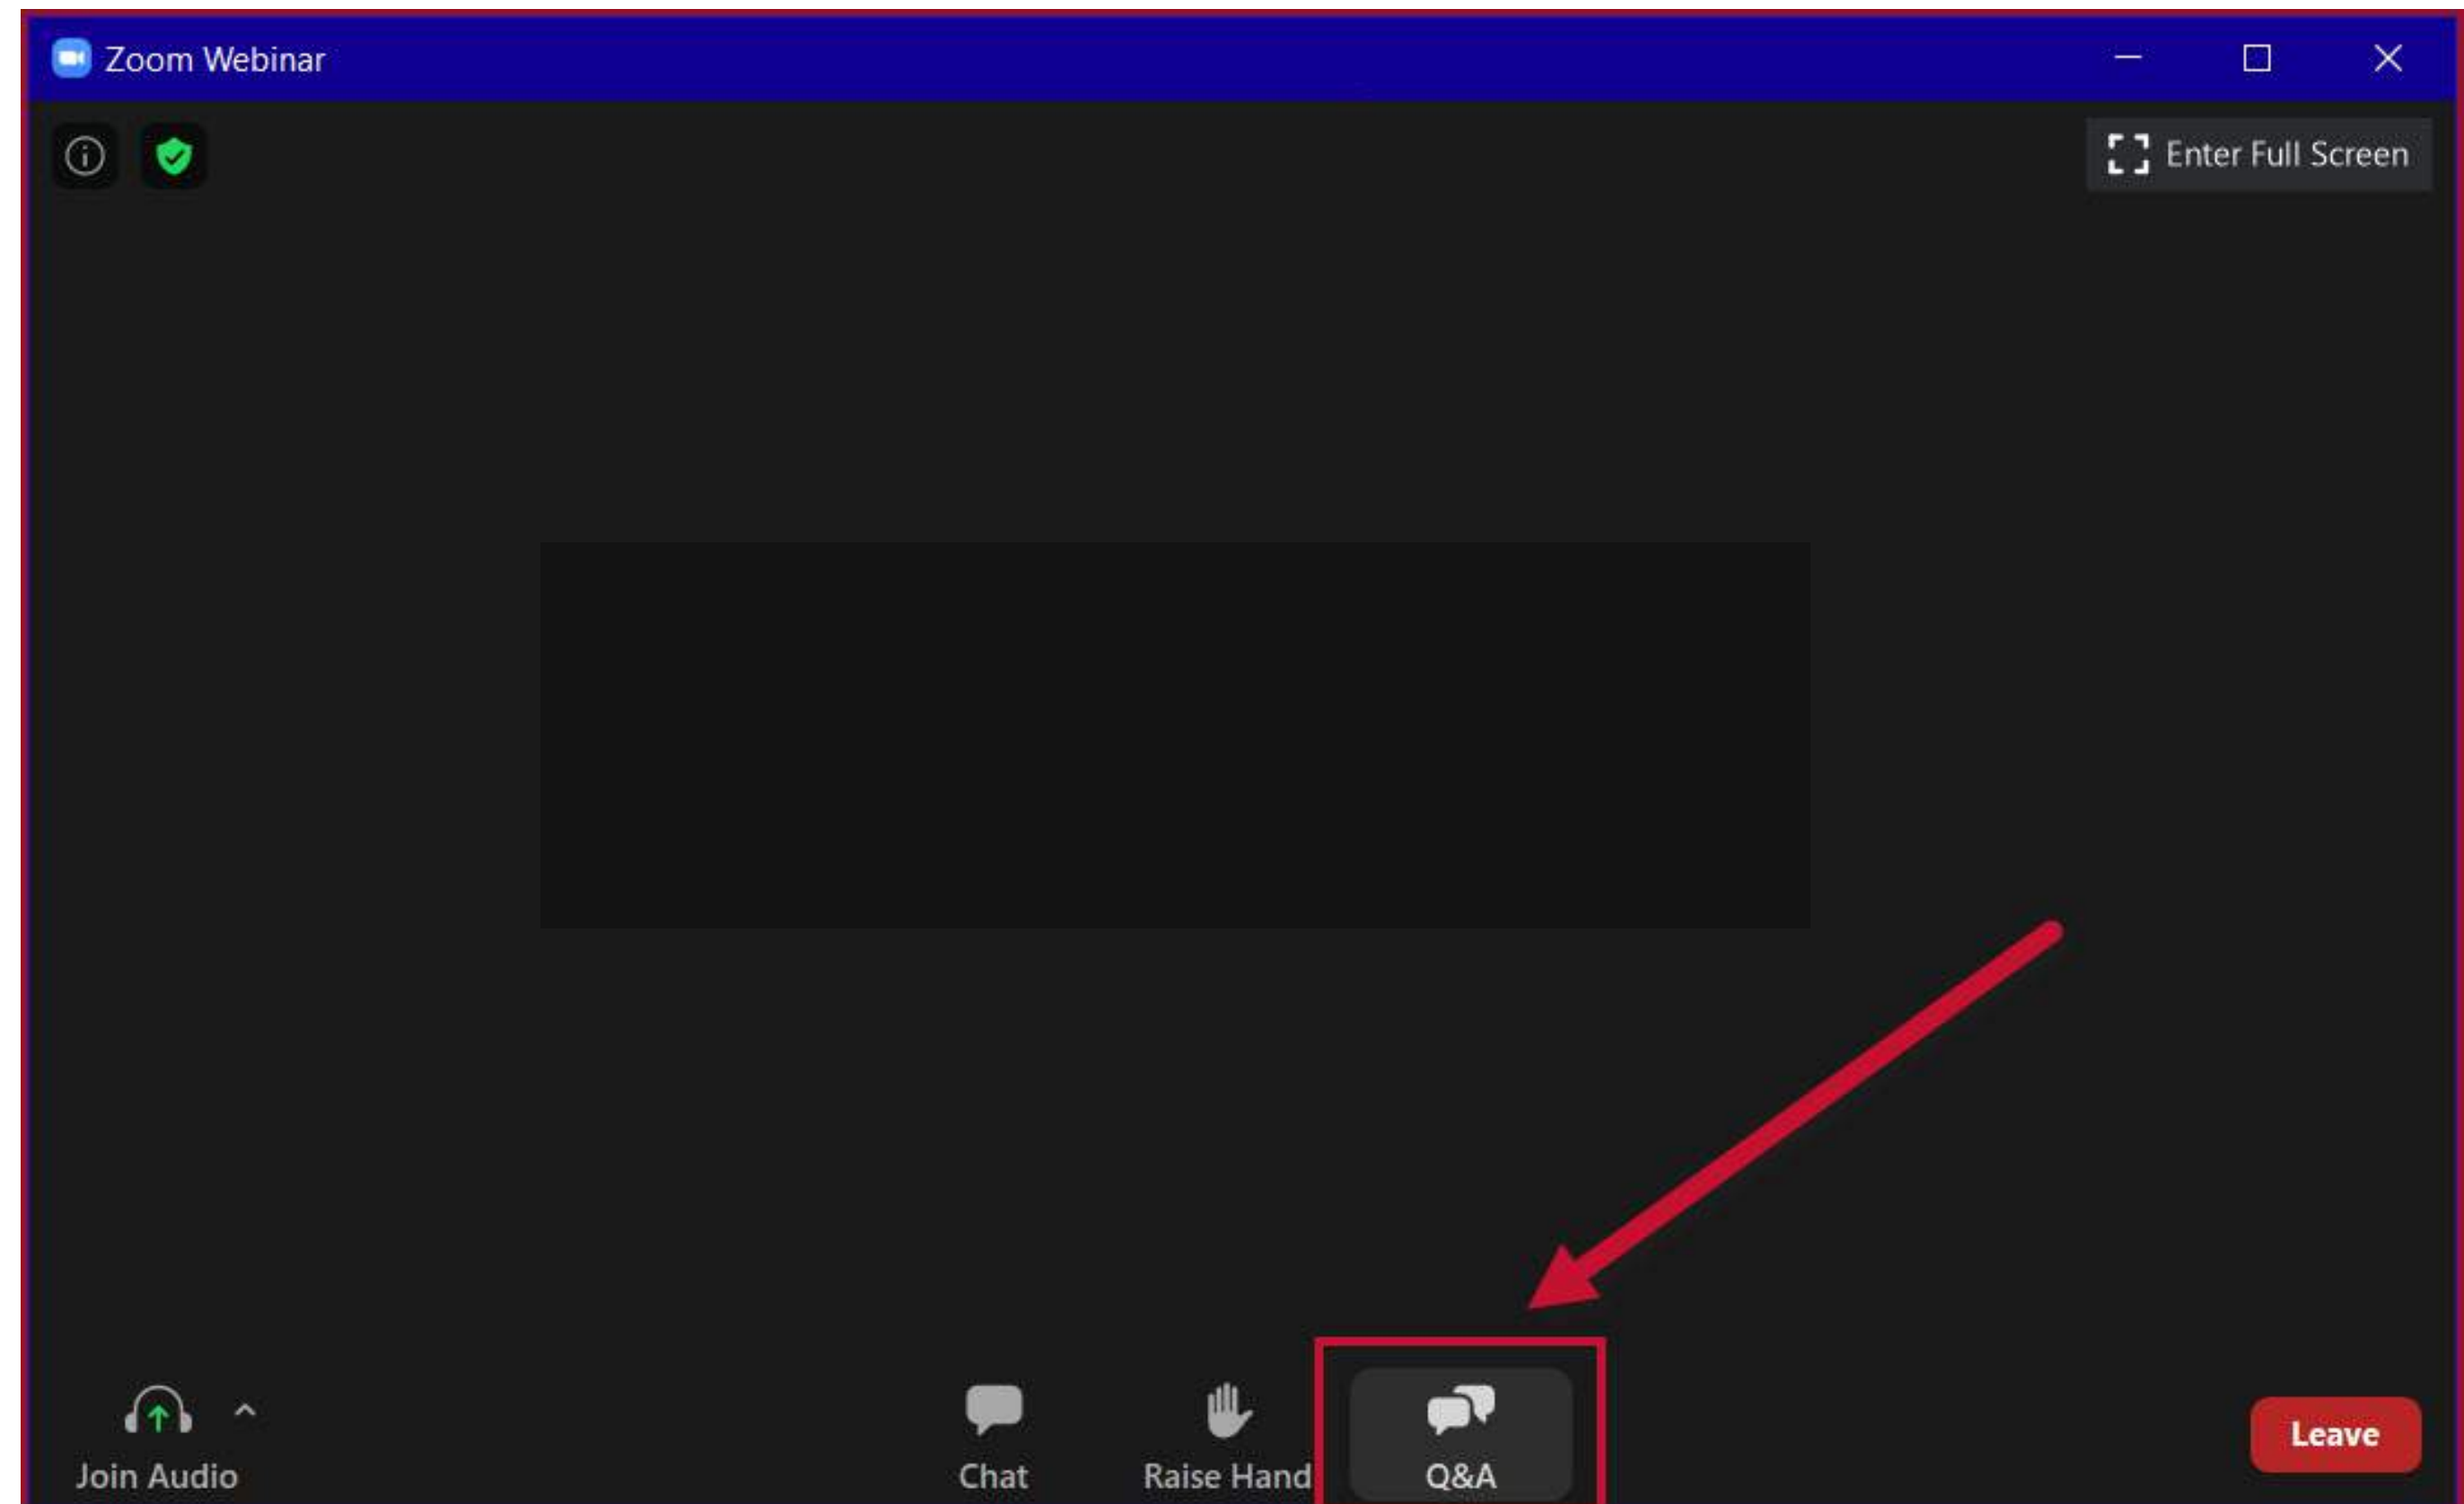 Zoom Webinar
Enter Full Screen
Join Audio
Chat
Raise Hand
Q&A
Leave